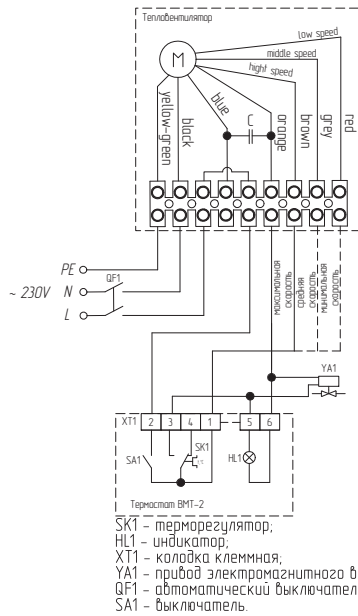 Тепловентилятор
low speed
middle speed
hight speed
M
yellow-green
black
blue
C
orange
brown
grey
red
PE
QF1
~ 230V
N
L
максимальная скорость
средняя скорость
минимальная скорость
YA1
XT1
2
3
4
1
5
6
SA1
SK1
t°C
HL1
Термостат ВМТ-2
SK1 – терморегулятор;
HL1 – индикатор;
XT1 – колодка клеммная;
YA1 – привод электромагнитного в
QF1 – автоматический выключател
SA1 – выключатель.